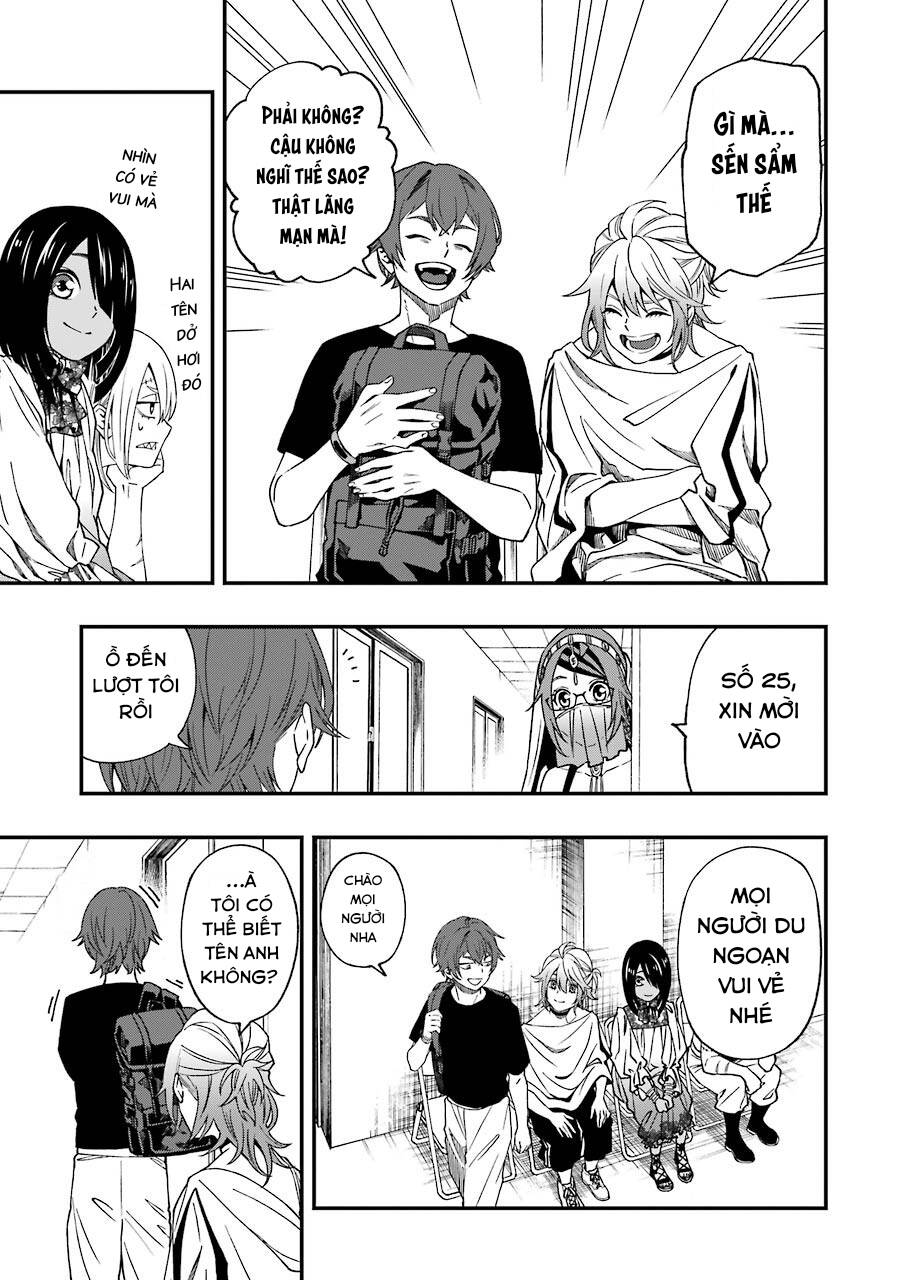 GÌ MÀ...
SẾN SẨM
THẾ
PHẢI KHÔNG?
CẬU KHÔNG
NGHĨ THẾ SAO?
THẬT LÃNG
MẠN MÀ!
NHÌN
CÓ VẺ
VUI MÀ
HAI
TÊN
DỞ
HƠI
ĐÓ
SỐ 25,
XIN MỜI
VÀO
Ồ ĐẾN
LƯỢT TÔI
RỒI
MỌI
NGƯỜI DU
NGOẠN
VUI VẺ
NHÉ
CHÀO
MỌI
NGƯỜI
NHA
...À
TÔI CÓ
THỂ BIẾT
TÊN ANH
KHÔNG?